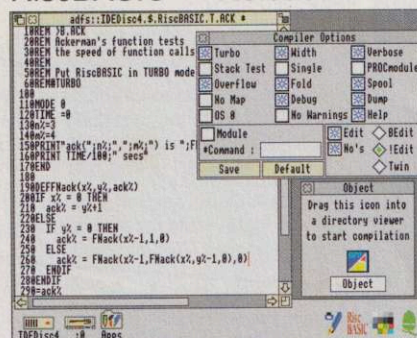 adfs::IDEDisc4.$.RiscBASIC.T.ACK *
10REM >B.ACK
20REM Ackerman's function tests
30REM the speed of function calls
40REM
50REM Put RiscBASIC in TURBO mode
60REM®TURBO
100
110MODE 0
120TIME =0
130n%=3
140m%=4
150PRINT"ack(";n%;",";m%;") is ";F
160PRINT TIME/100;" secs"
170END
180
190DEFFNack(x%,y%,ack%)
200IF x% = 0 THEN
210 ack% = y%+1
220ELSE
230 IF y% = 0 THEN
240 ack% = FNack(x%-1,1,0)
250 ELSE
260 ack% = FNack(x%-1,FNack(x%,y%-1,0),0)
270 ENDIF
280ENDIF
290=ack%
Compiler Options
Turbo Width Verbose
Stack Test Single PROCmodule
Overflow Fold Spool
No Map Debug Dump
OS 8 No Warnings Help
Module Edit 0Edit
*Command : No's !Edit
Save Default Twin
Object
Drag this icon into
a directory viewer
to start compilation
Object
IDEDisc4 :0 Apps
Risc
BASIC